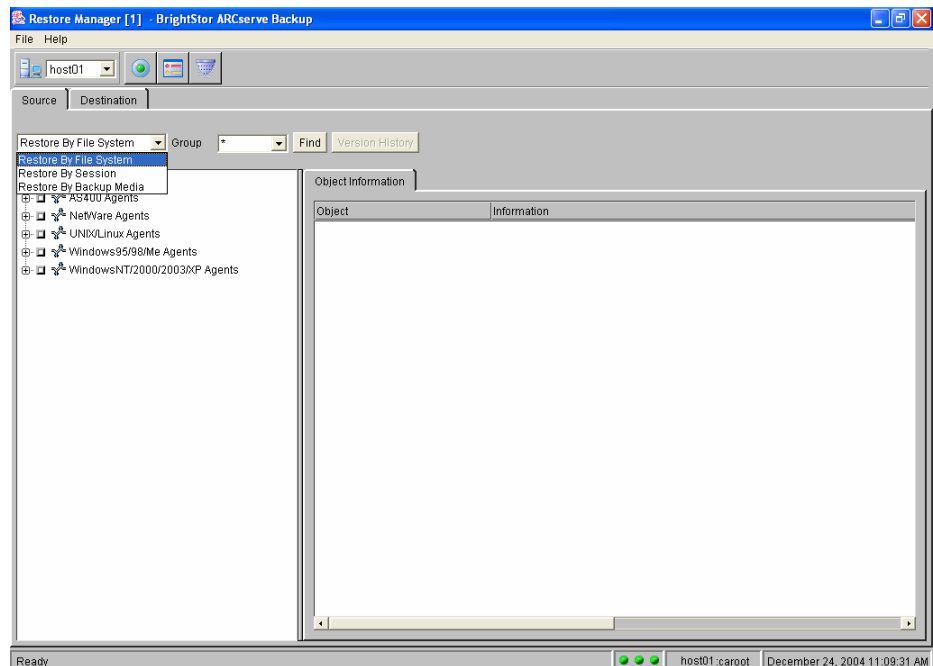 Restore Manager [1] - BrightStor ARCserve Backup
File Help
host01
Source Destination
Restore By File System Group * Find Version History
Restore By File System
Restore By Session
Restore By Backup Media
AS400 Agents
NetWare Agents
UNIX/Linux Agents
Windows95/98/Me Agents
WindowsNT/2000/2003/XP Agents
Object Information
Object Information
Ready host01:caroot December 24, 2004 11:09:31 AM